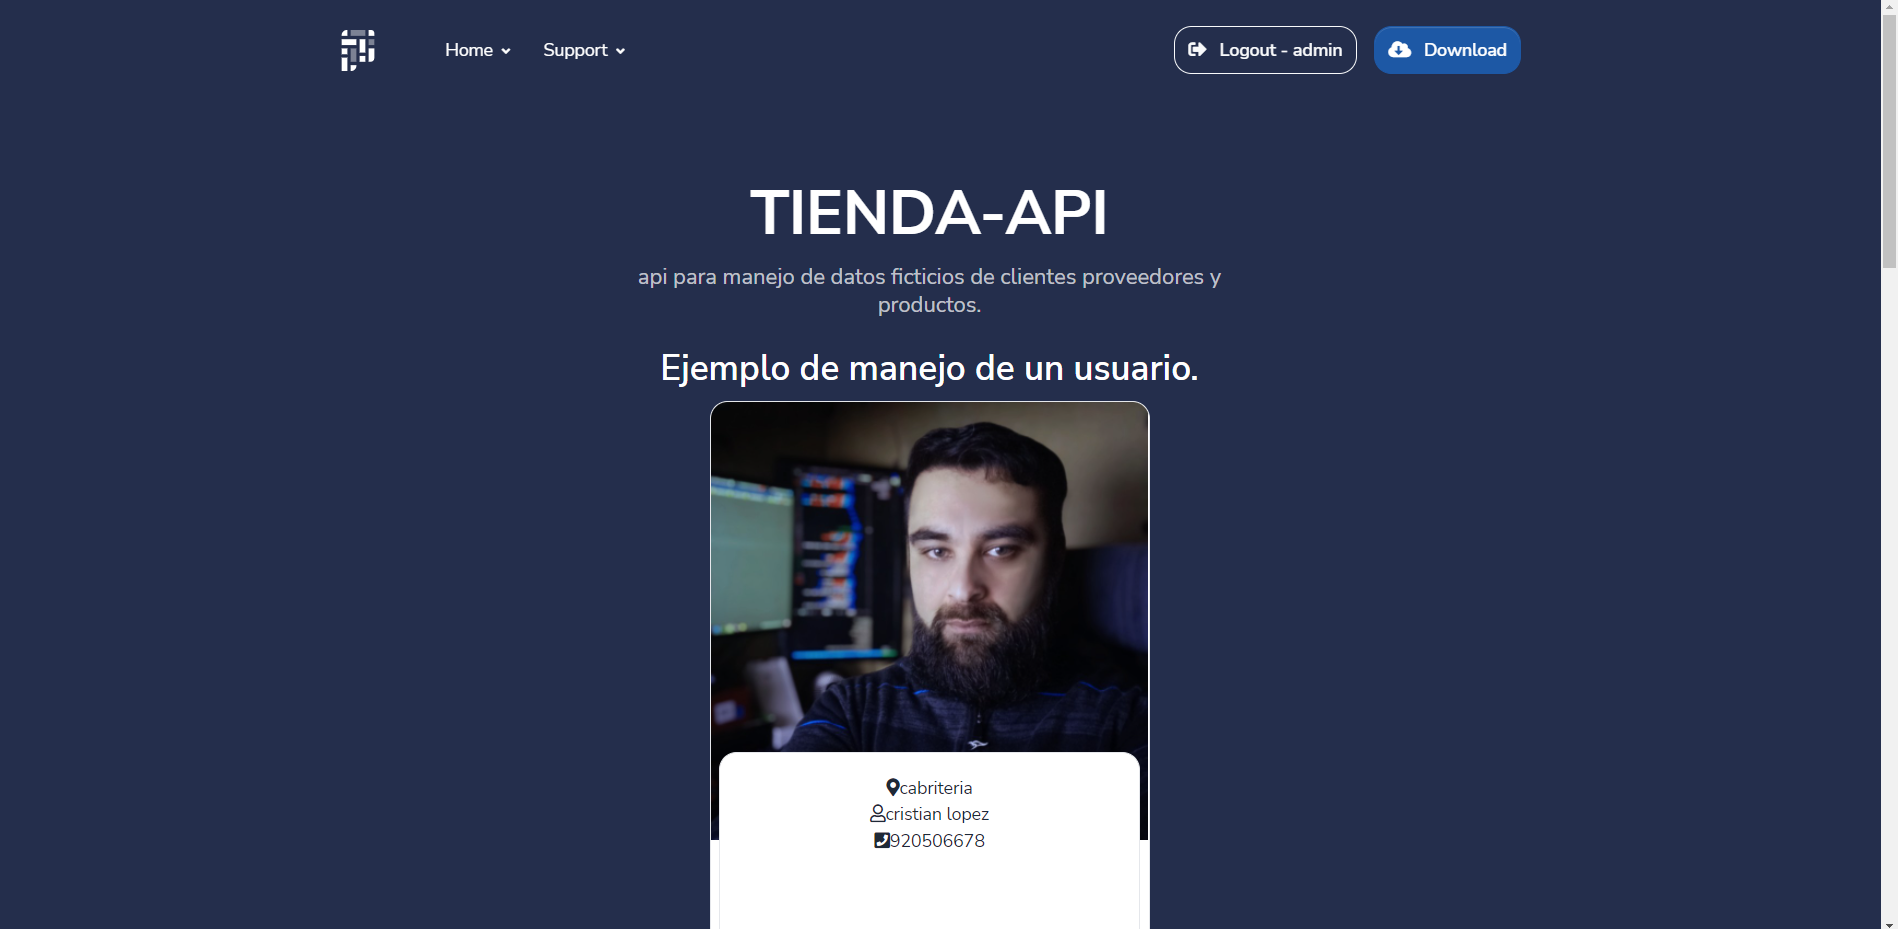 Home
Support
Logout - admin
Download
TIENDA-API
api para manejo de datos ficticios de clientes proveedores y
productos.
Ejemplo de manejo de un usuario.
cabriteria
cristian lopez
920506678